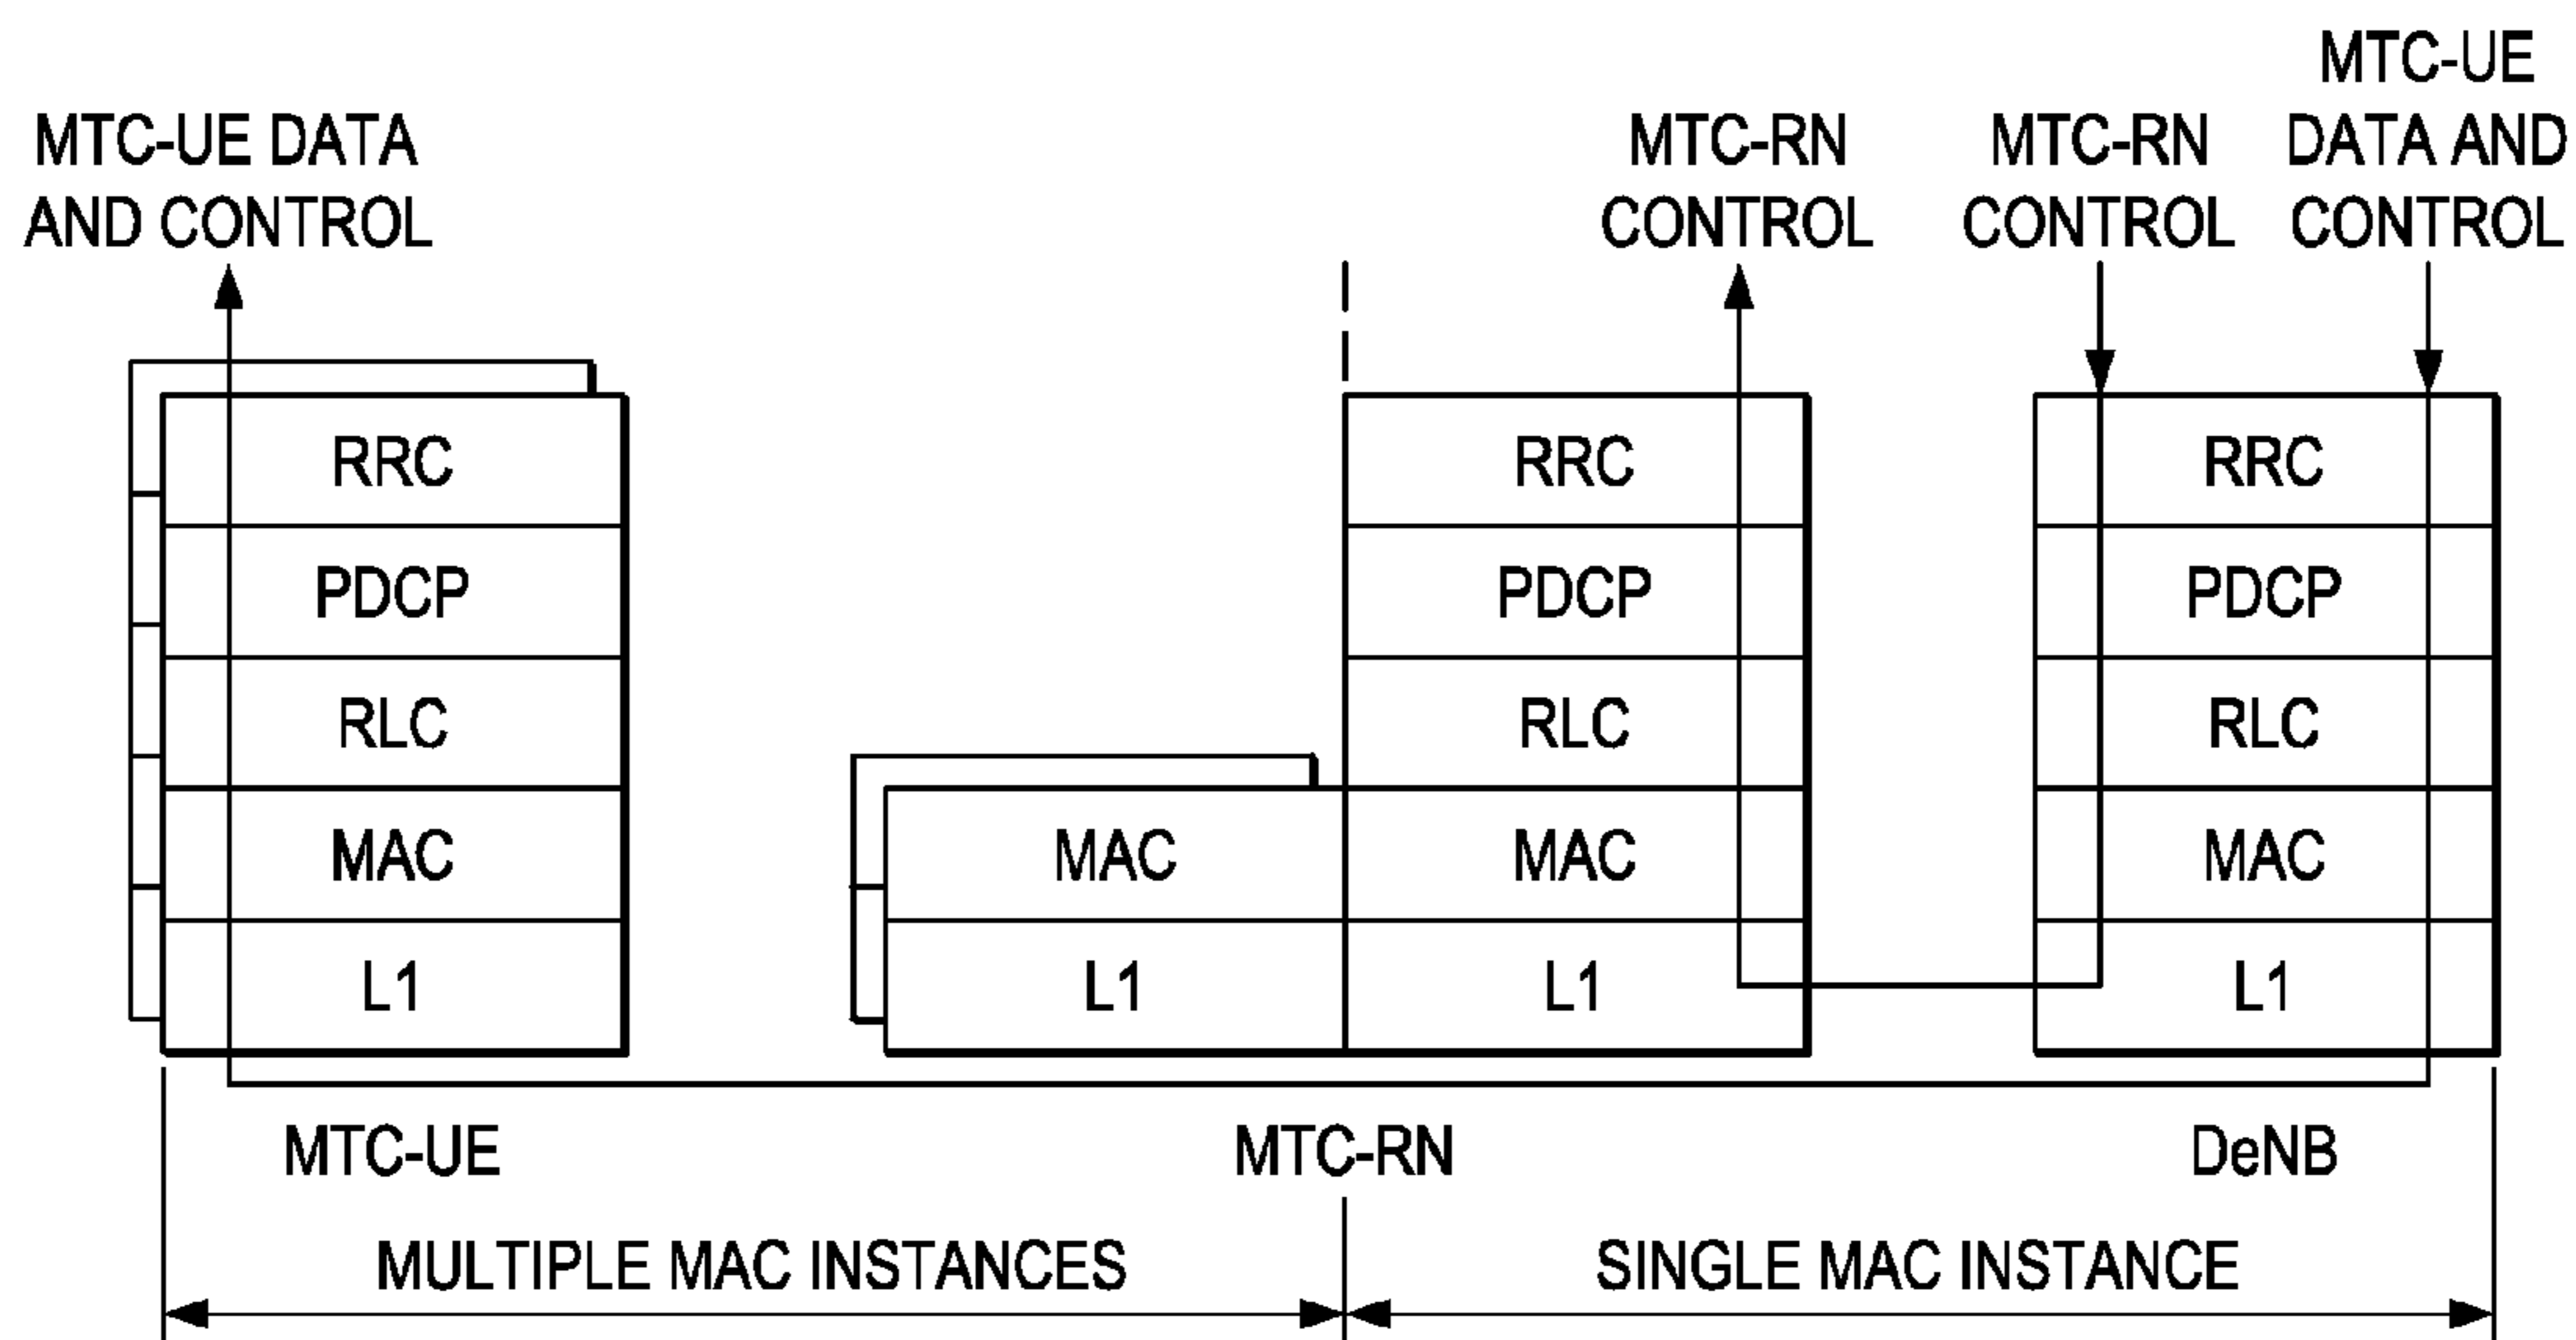 MTC-UE DATA
AND CONTROL
MTC-RN
CONTROL
MTC-RN
CONTROL
MTC-UE
DATA AND
CONTROL
RRC
PDCP
RLC
MAC
L1
MAC
L1
RRC
PDCP
RLC
MAC
L1
RRC
PDCP
RLC
MAC
L1
MTC-UE
MTC-RN
DeNB
MULTIPLE MAC INSTANCES
SINGLE MAC INSTANCE